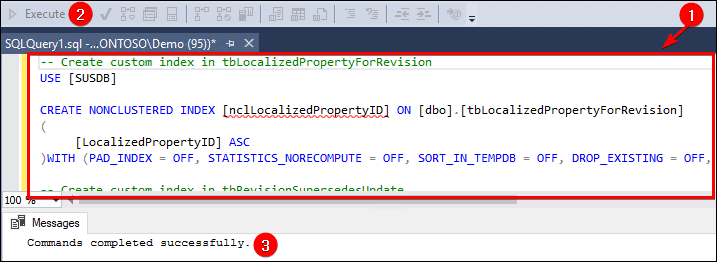 Execute 2
1
SQLQuery1.sql -...ONTOSO\Demo (95))*
-- Create custom index in tbLocalizedPropertyForRevision
USE [SUSDB]
CREATE NONCLUSTERED INDEX [nclLocalizedPropertyID] ON [dbo].[tbLocalizedPropertyForRevision]
(
[LocalizedPropertyID] ASC
)WITH (PAD_INDEX = OFF, STATISTICS_NORECOMPUTE = OFF, SORT_IN_TEMPDB = OFF, DROP_EXISTING = OFF,
-- Create custom index in tbRevisionSupersedesUpdate
100 %
Messages
Commands completed successfully. 3